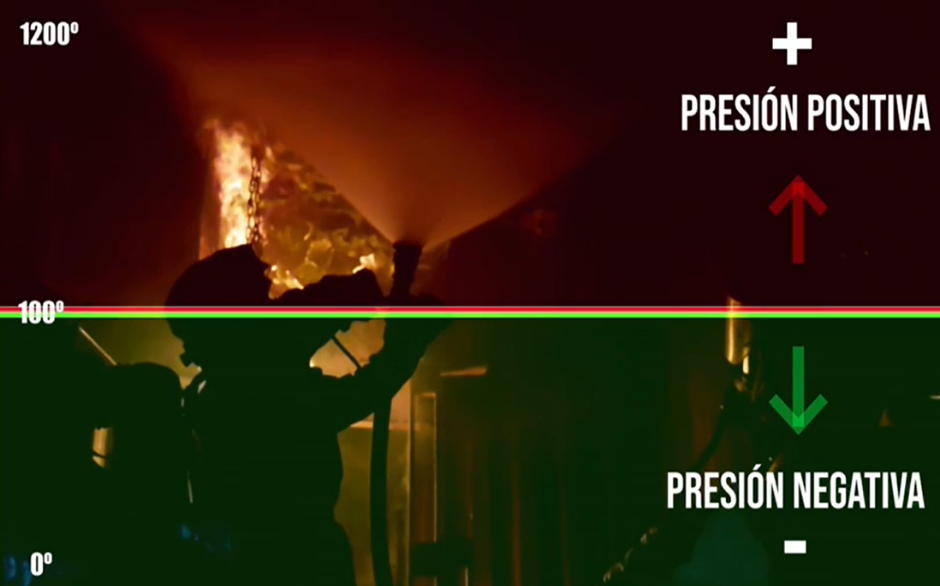 1200º
+
PRESIÓN POSITIVA
100º
PRESIÓN NEGATIVA
-
0º